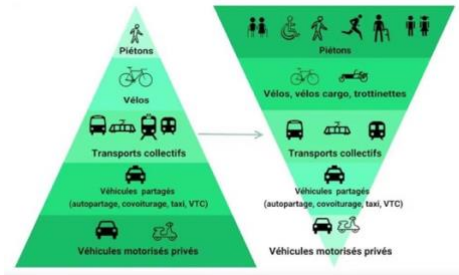 Piétons
Vélos
Transports collectifs
Véhicules partagés
(autopartage, covoiturage, taxi, VTC)
Véhicules motorisés privés
Piétons
Vélos, vélos cargo, trottinettes
Transports collectifs
Véhicules partagés
(autopartage, covoiturage, taxi, VTC)
Véhicules motorisés privés